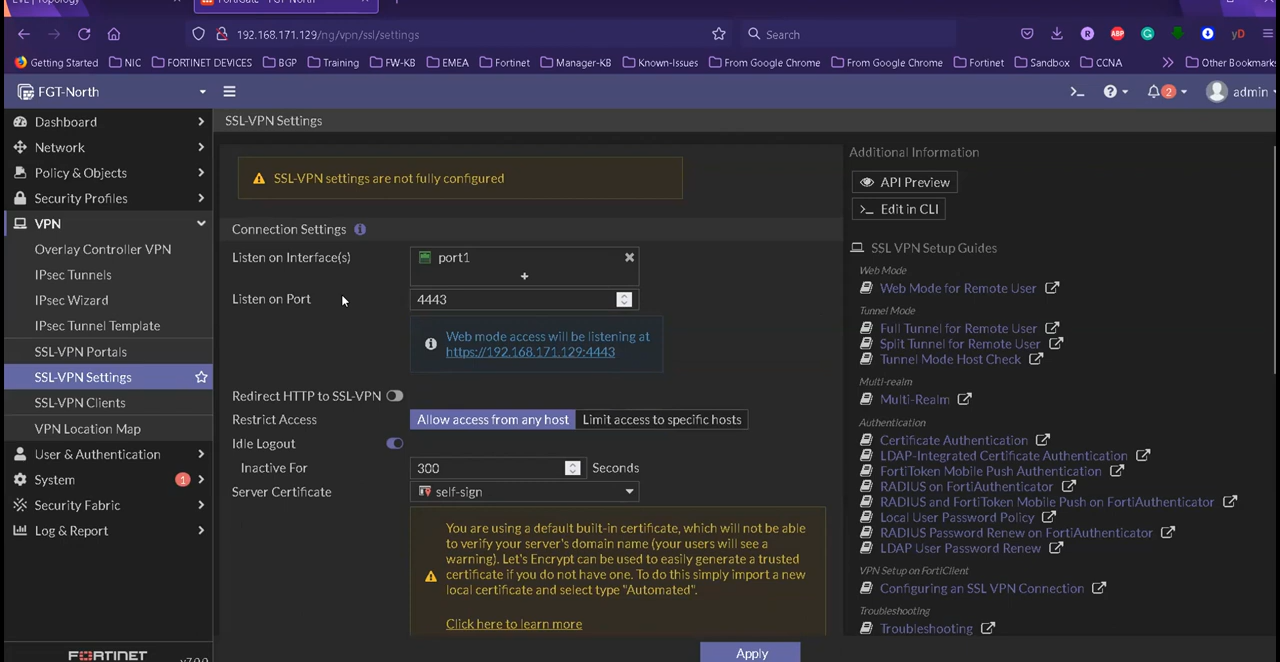 EVE | Topology
FortiGate - FGT-North
192.168.171.129/ng/vpn/ssl/settings
Search
Getting Started NIC FORTINET DEVICES BGP Training FW-KB EMEA Fortinet Manager-KB Known-Issues From Google Chrome From Google Chrome Fortinet Sandbox CCNA Other Bookmarks
FGT-North
2
admin
Dashboard
Network
Policy & Objects
Security Profiles
VPN
Overlay Controller VPN
IPsec Tunnels
IPsec Wizard
IPsec Tunnel Template
SSL-VPN Portals
SSL-VPN Settings
SSL-VPN Clients
VPN Location Map
User & Authentication
System 1
Security Fabric
Log & Report
FORTINET v7.0.0
SSL-VPN Settings
SSL-VPN settings are not fully configured
Connection Settings
Listen on Interface(s) port1
+
Listen on Port 4443
Web mode access will be listening at
https://192.168.171.129:4443
Redirect HTTP to SSL-VPN
Restrict Access Allow access from any host Limit access to specific hosts
Idle Logout
Inactive For 300 Seconds
Server Certificate self-sign
You are using a default built-in certificate, which will not be able
to verify your server's domain name (your users will see a
warning). Let's Encrypt can be used to easily generate a trusted
certificate if you do not have one. To do this simply import a new
local certificate and select type "Automated".
Click here to learn more
Apply
Additional Information
API Preview
>_ Edit in CLI
SSL VPN Setup Guides
Web Mode
Web Mode for Remote User
Tunnel Mode
Full Tunnel for Remote User
Split Tunnel for Remote User
Tunnel Mode Host Check
Multi-realm
Multi-Realm
Authentication
Certificate Authentication
LDAP-Integrated Certificate Authentication
FortiToken Mobile Push Authentication
RADIUS on FortiAuthenticator
RADIUS and FortiToken Mobile Push on FortiAuthenticator
Local User Password Policy
RADIUS Password Renew on FortiAuthenticator
LDAP User Password Renew
VPN Setup on FortiClient
Configuring an SSL VPN Connection
Troubleshooting
Troubleshooting